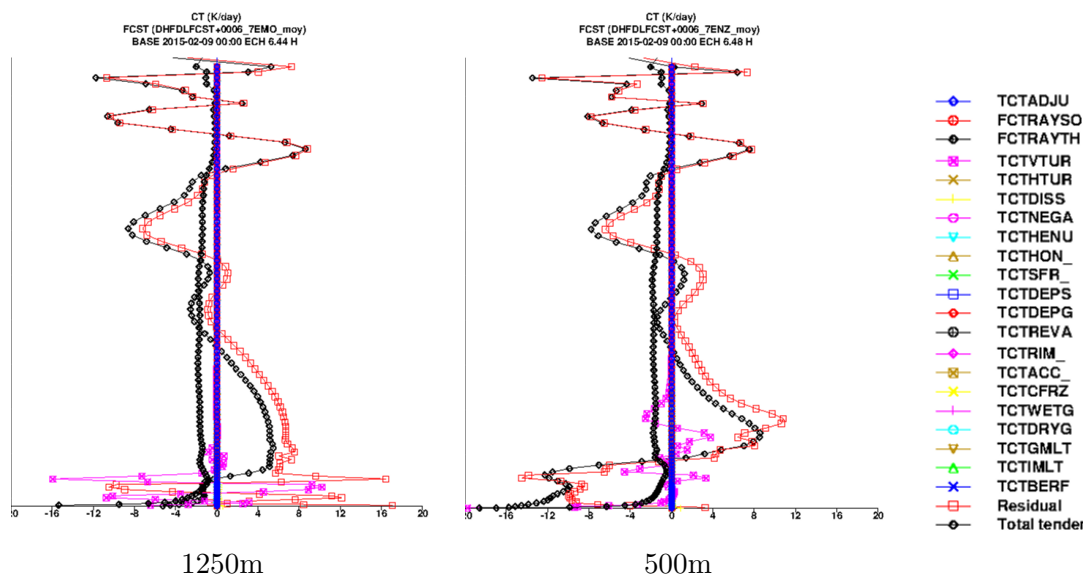 CT (K/day)
FCST (DHFDLFCST+0006_7EMO_moy)
BASE 2015-02-09 00:00 ECH 6.44 H
:0 -16 -12 -8 -4 0 4 8 12 16 20
1250m
CT (K/day)
FCST (DHFDLFCST+0006_7ENZ_moy)
BASE 2015-02-09 00:00 ECH 6.48 H
:0 -16 -12 -8 -4 0 4 8 12 16 20
500m
TCTADJU
FCTRAYSO
FCTRAYTH
TCTVTUR
TCTHTUR
TCTDISS
TCTNEGA
TCTHENU
TCTHON_
TCTSFR_
TCTDEPS
TCTDEPG
TCTREVA
TCTRIM_
TCTACC_
TCTCFRZ
TCTWETG
TCTDRYG
TCTGMLT
TCTIMLT
TCTBERF
Residual
Total tender